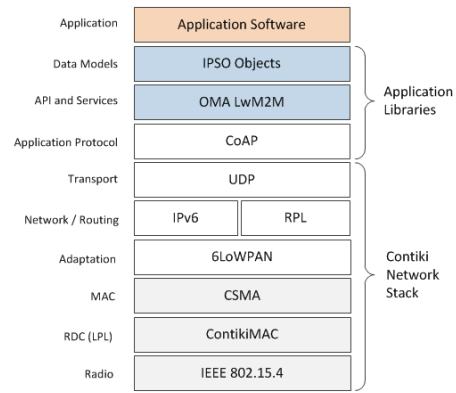 Application
Application Software
Data Models
IPSO Objects
API and Services
OMA LwM2M
Application Protocol
CoAP
Application
Libraries
Transport
UDP
Network / Routing
IPv6
RPL
Adaptation
6LoWPAN
MAC
CSMA
RDC (LPL)
ContikiMAC
Radio
IEEE 802.15.4
Contiki
Network
Stack